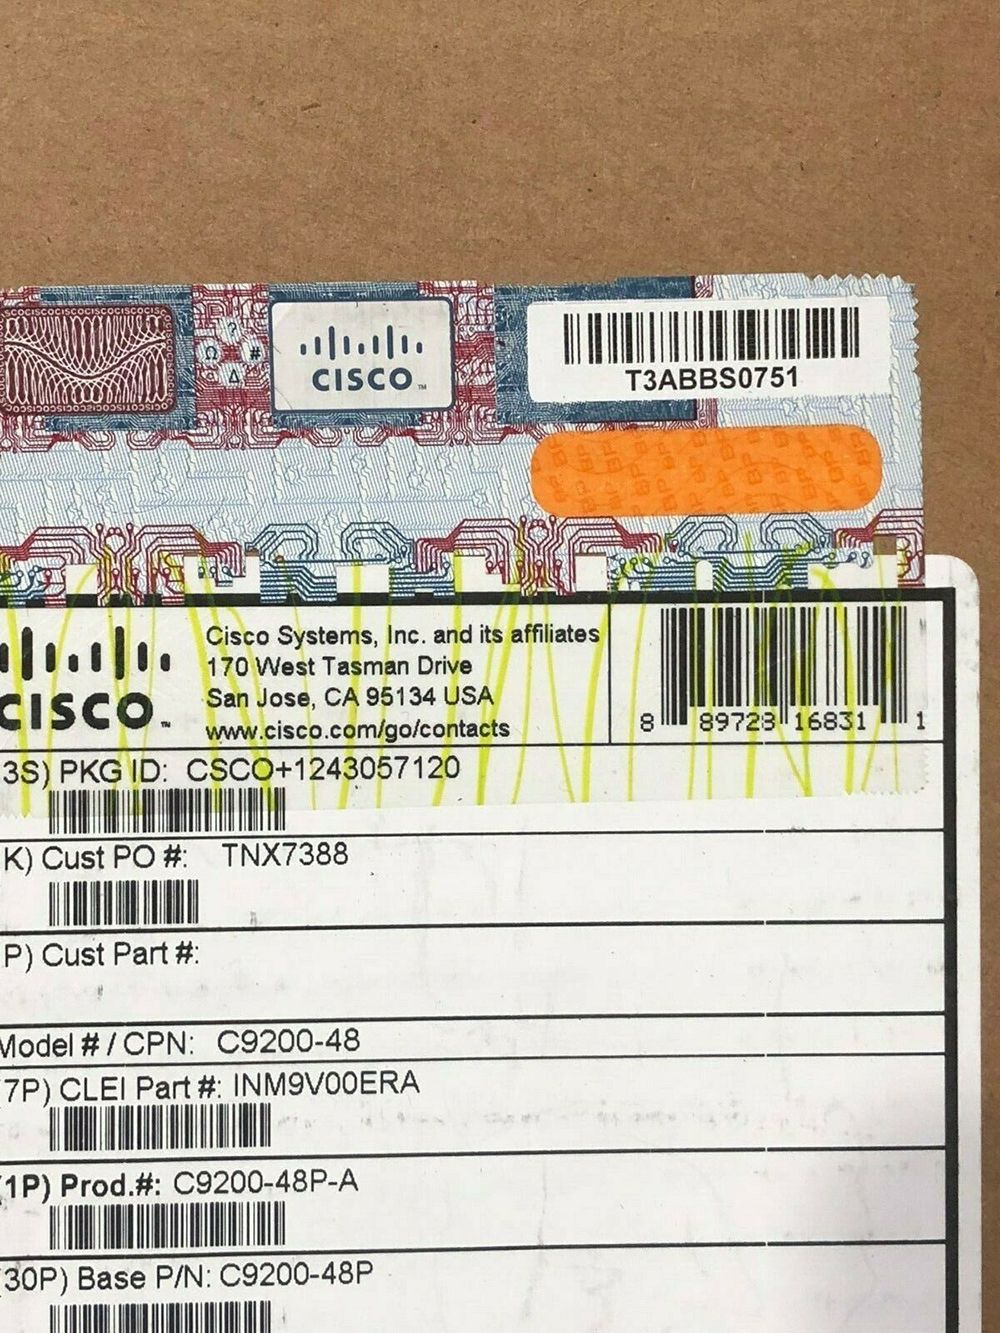 CISCO™
T3ABBS0751
CISCO™
Cisco Systems, Inc. and its affiliates
170 West Tasman Drive
San Jose, CA 95134 USA
www.cisco.com/go/contacts
8 89728 16831 1
3S) PKG ID: CSCO+1243057120
K) Cust PO #: TNX7388
P) Cust Part #:
Model # / CPN: C9200-48
(7P) CLEI Part #: INM9V00ERA
(1P) Prod.#: C9200-48P-A
(30P) Base P/N: C9200-48P